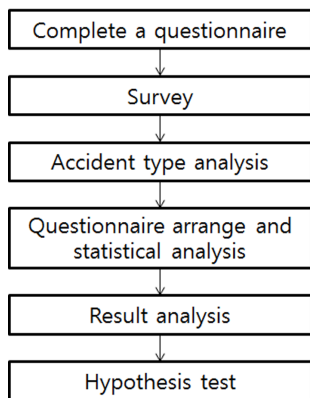 Complete a questionnaire
Survey
Accident type analysis
Questionnaire arrange and
statistical analysis
Result analysis
Hypothesis test